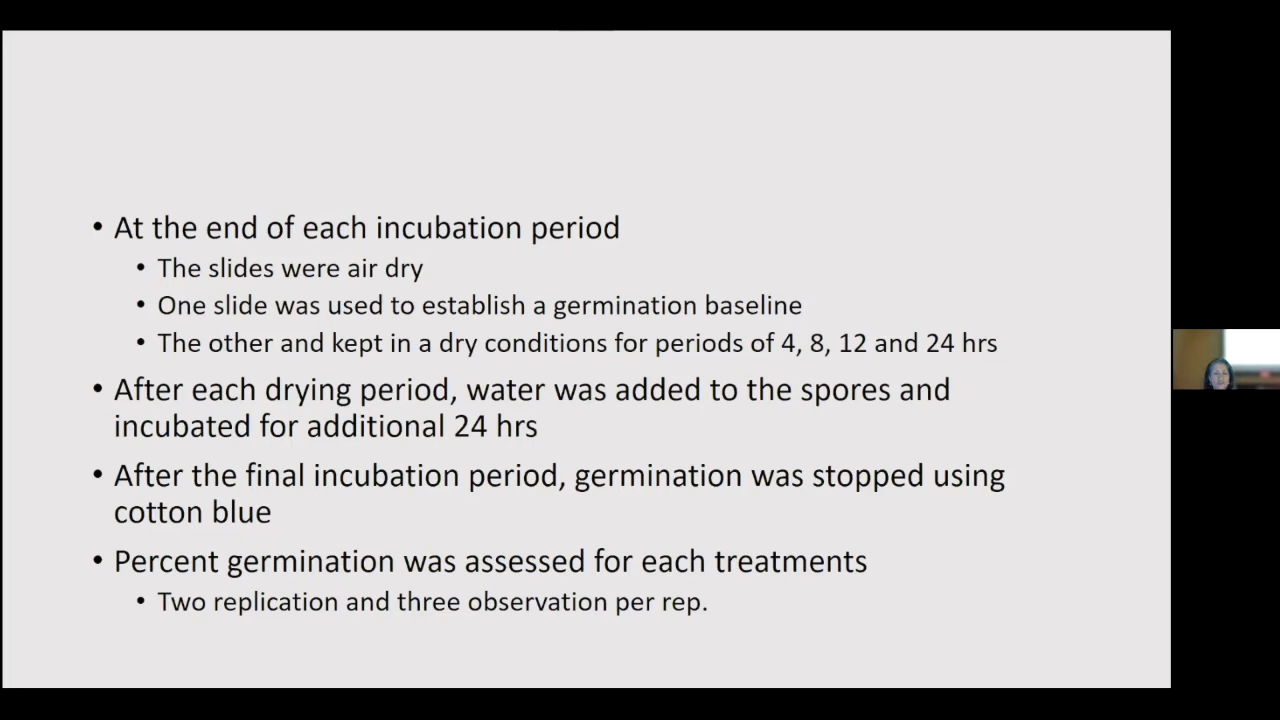 • At the end of each incubation period
• The slides were air dry
• One slide was used to establish a germination baseline
• The other and kept in a dry conditions for periods of 4, 8, 12 and 24 hrs
• After each drying period, water was added to the spores and
incubated for additional 24 hrs
• After the final incubation period, germination was stopped using
cotton blue
• Percent germination was assessed for each treatments
• Two replication and three observation per rep.